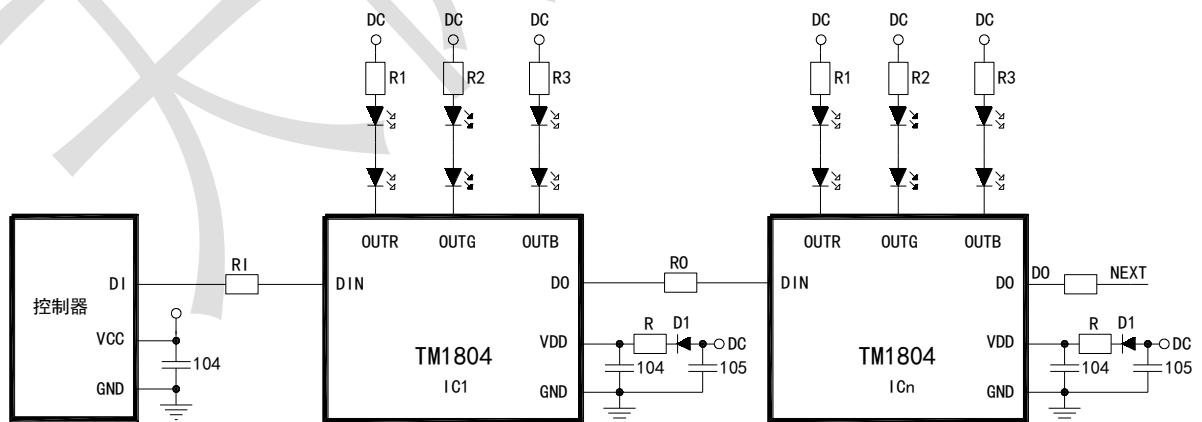 DC DC DC DC DC DC
R1 R2 R3 R1 R2 R3
OUTR OUTG OUTB OUTR OUTG OUTB
RI RO
DI DIN DO DIN DO DO NEXT
控制器
R D1 R D1
VCC VDD DC VDD DC
104 TM1804 104 105 TM1804 104 105
GND IC1 GND ICn GND